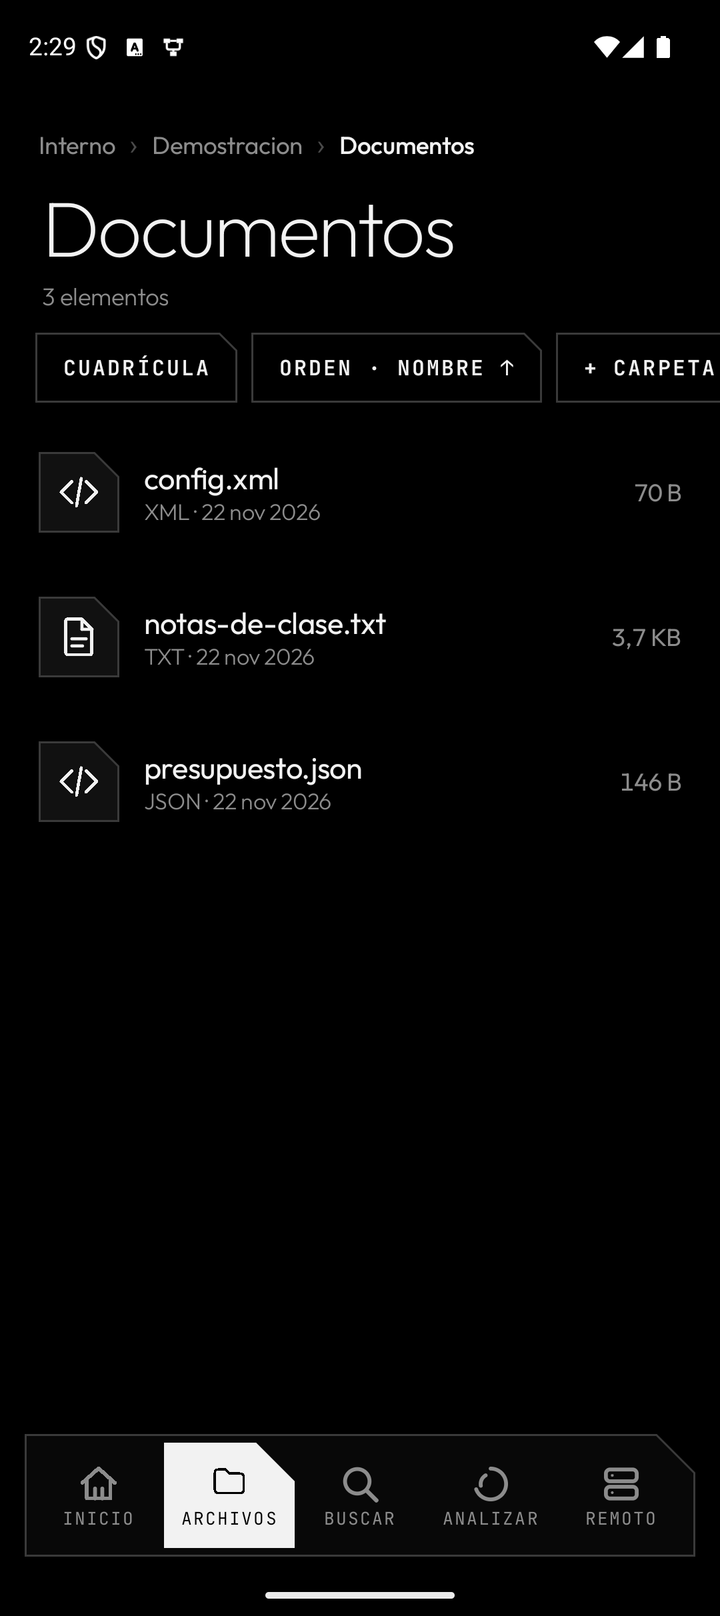 2:29
Interno › Demostracion › Documentos
Documentos
3 elementos
CUADRÍCULA
ORDEN · NOMBRE ↑
+ CARPETA
config.xml
XML · 22 nov 2026
70 B
notas-de-clase.txt
TXT · 22 nov 2026
3,7 KB
presupuesto.json
JSON · 22 nov 2026
146 B
INICIO
ARCHIVOS
BUSCAR
ANALIZAR
REMOTO